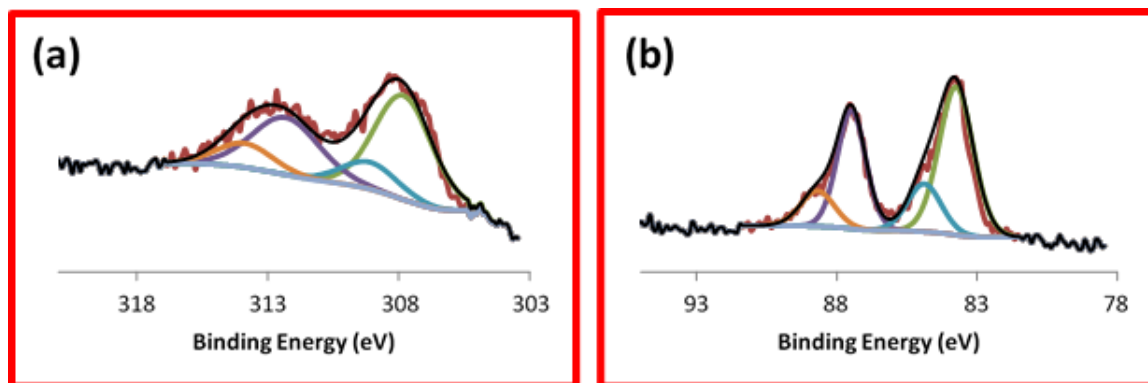 (a)
318 313 308 303
Binding Energy (eV)
(b)
93 88 83 78
Binding Energy (eV)